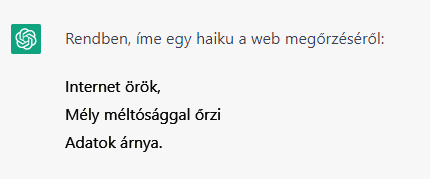 Rendben, íme egy haiku a web megőrzéséről:
Internet örök,
Mély méltósággal őrzi
Adatok árnya.